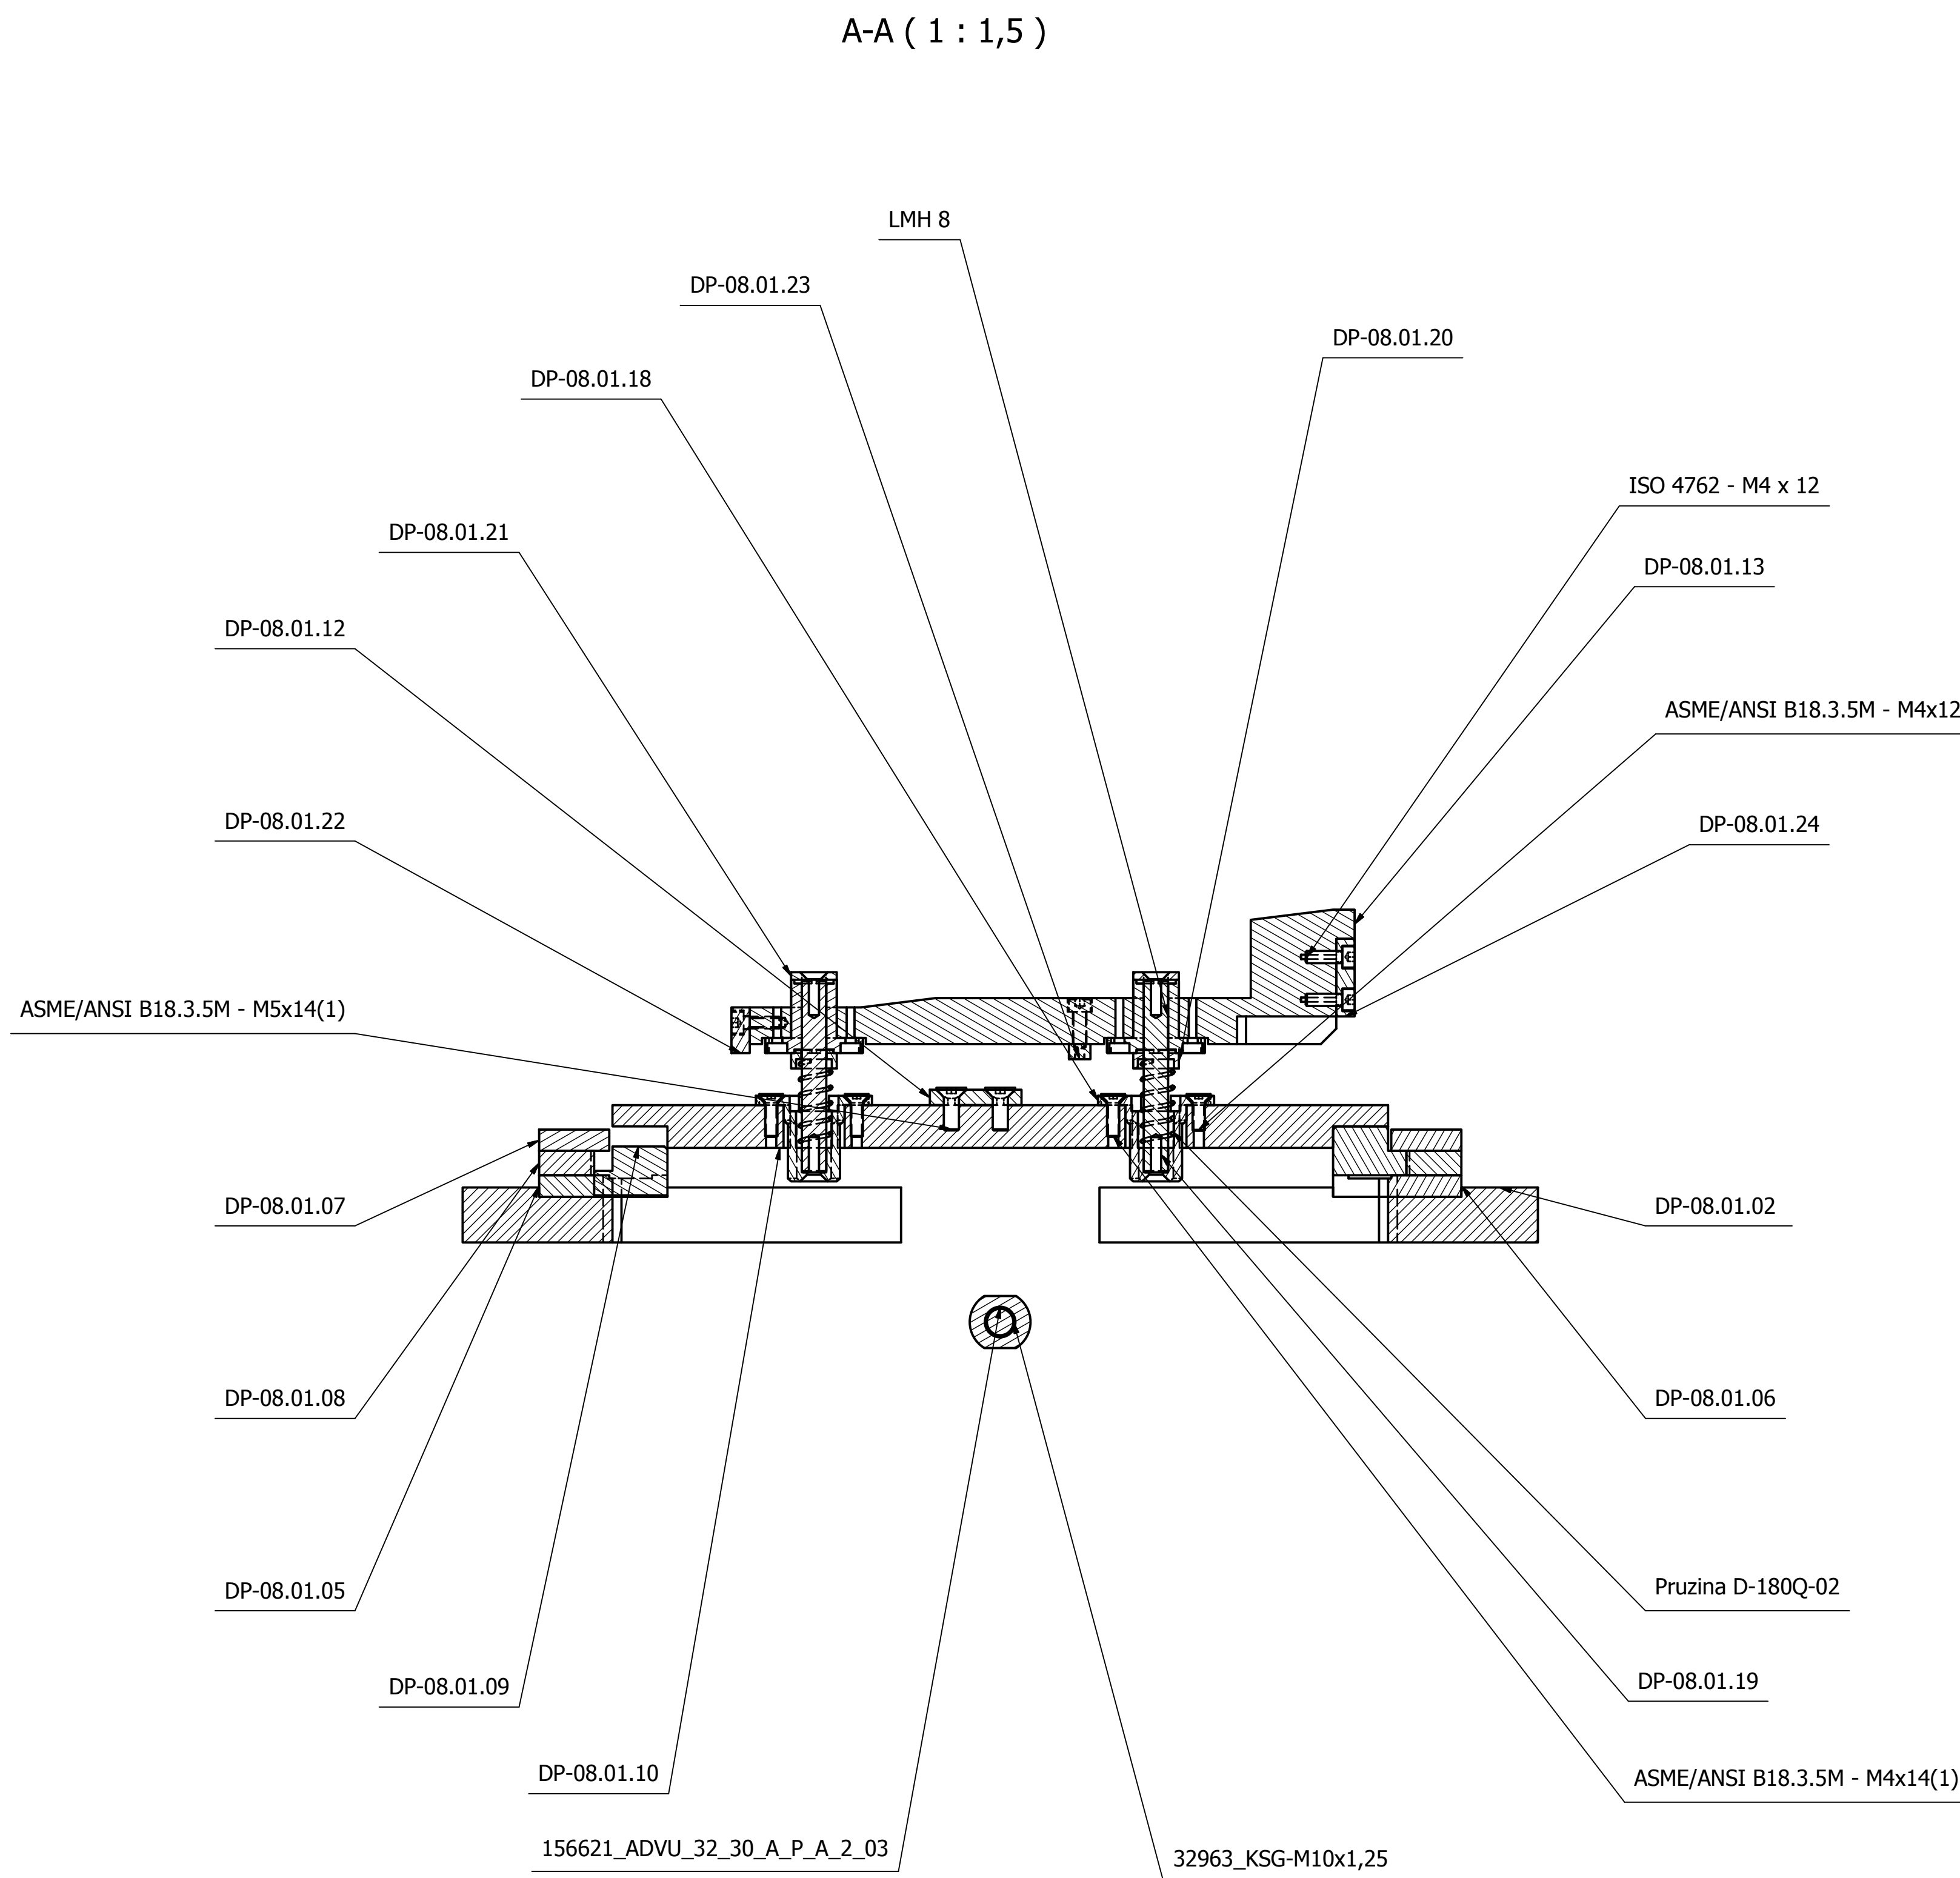 A-A ( 1 : 1,5 )
LMH 8
DP-08.01.23
DP-08.01.20
DP-08.01.18
ISO 4762 - M4 x 12
DP-08.01.21
DP-08.01.13
DP-08.01.12
ASME/ANSI B18.3.5M - M4x12
DP-08.01.22
DP-08.01.24
ASME/ANSI B18.3.5M - M5x14(1)
DP-08.01.07
DP-08.01.02
DP-08.01.08
DP-08.01.06
DP-08.01.05
Pruzina D-180Q-02
DP-08.01.09
DP-08.01.19
DP-08.01.10
ASME/ANSI B18.3.5M - M4x14(1)
156621_ADVU_32_30_A_P_A_2_03
32963_KSG-M10x1,25